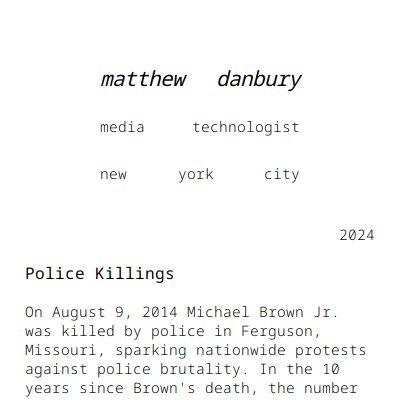 matthew danbury
media technologist
new york city
2024
Police Killings
On August 9, 2014 Michael Brown Jr.
was killed by police in Ferguson,
Missouri, sparking nationwide protests
against police brutality. In the 10
years since Brown's death, the number